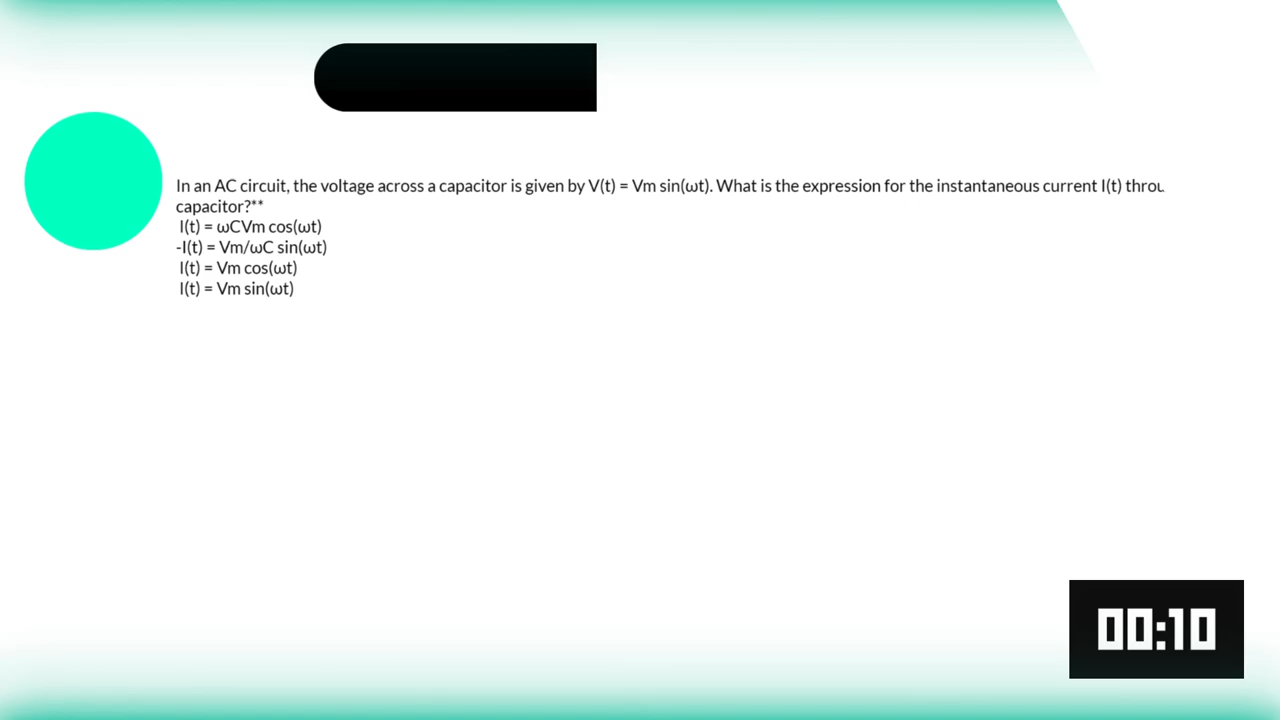 In an AC circuit, the voltage across a capacitor is given by V(t) = Vm sin(ωt). What is the expression for the instantaneous current I(t)
capacitor?**
I(t) = ωCVm cos(ωt)
-I(t) = Vm/ωC sin(ωt)
I(t) = Vm cos(ωt)
I(t) = Vm sin(ωt)
00:10